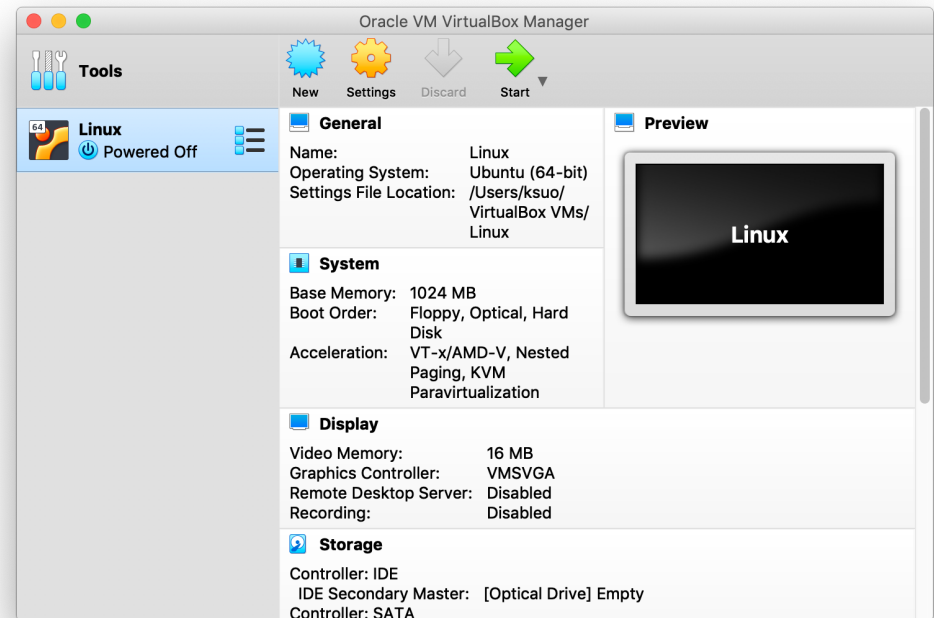 Oracle VM VirtualBox Manager
Tools
New
Settings
Discard
Start
64
Linux
Powered Off
General
Name: Linux
Operating System: Ubuntu (64-bit)
Settings File Location: /Users/ksuo/
VirtualBox VMs/
Linux
Preview
Linux
System
Base Memory: 1024 MB
Boot Order: Floppy, Optical, Hard
Disk
Acceleration: VT-x/AMD-V, Nested
Paging, KVM
Paravirtualization
Display
Video Memory: 16 MB
Graphics Controller: VMSVGA
Remote Desktop Server: Disabled
Recording: Disabled
Storage
Controller: IDE
IDE Secondary Master: [Optical Drive] Empty
Controller: SATA